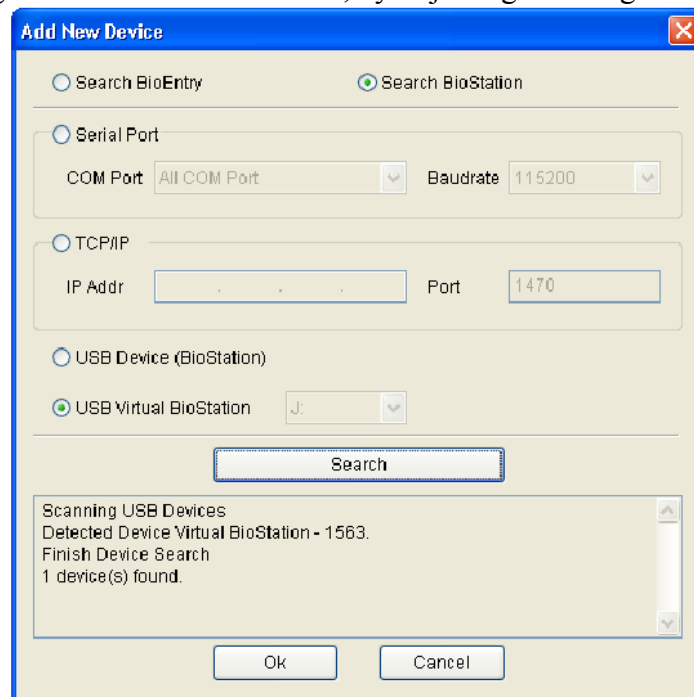 Add New Device
Search BioEntry Search BioStation
Serial Port
COM Port All COM Port Baudrate 115200
TCP/IP
IP Addr . . . Port 1470
USB Device (BioStation)
USB Virtual BioStation J:
Search
Scanning USB Devices
Detected Device Virtual BioStation - 1563.
Finish Device Search
1 device(s) found.
Ok Cancel